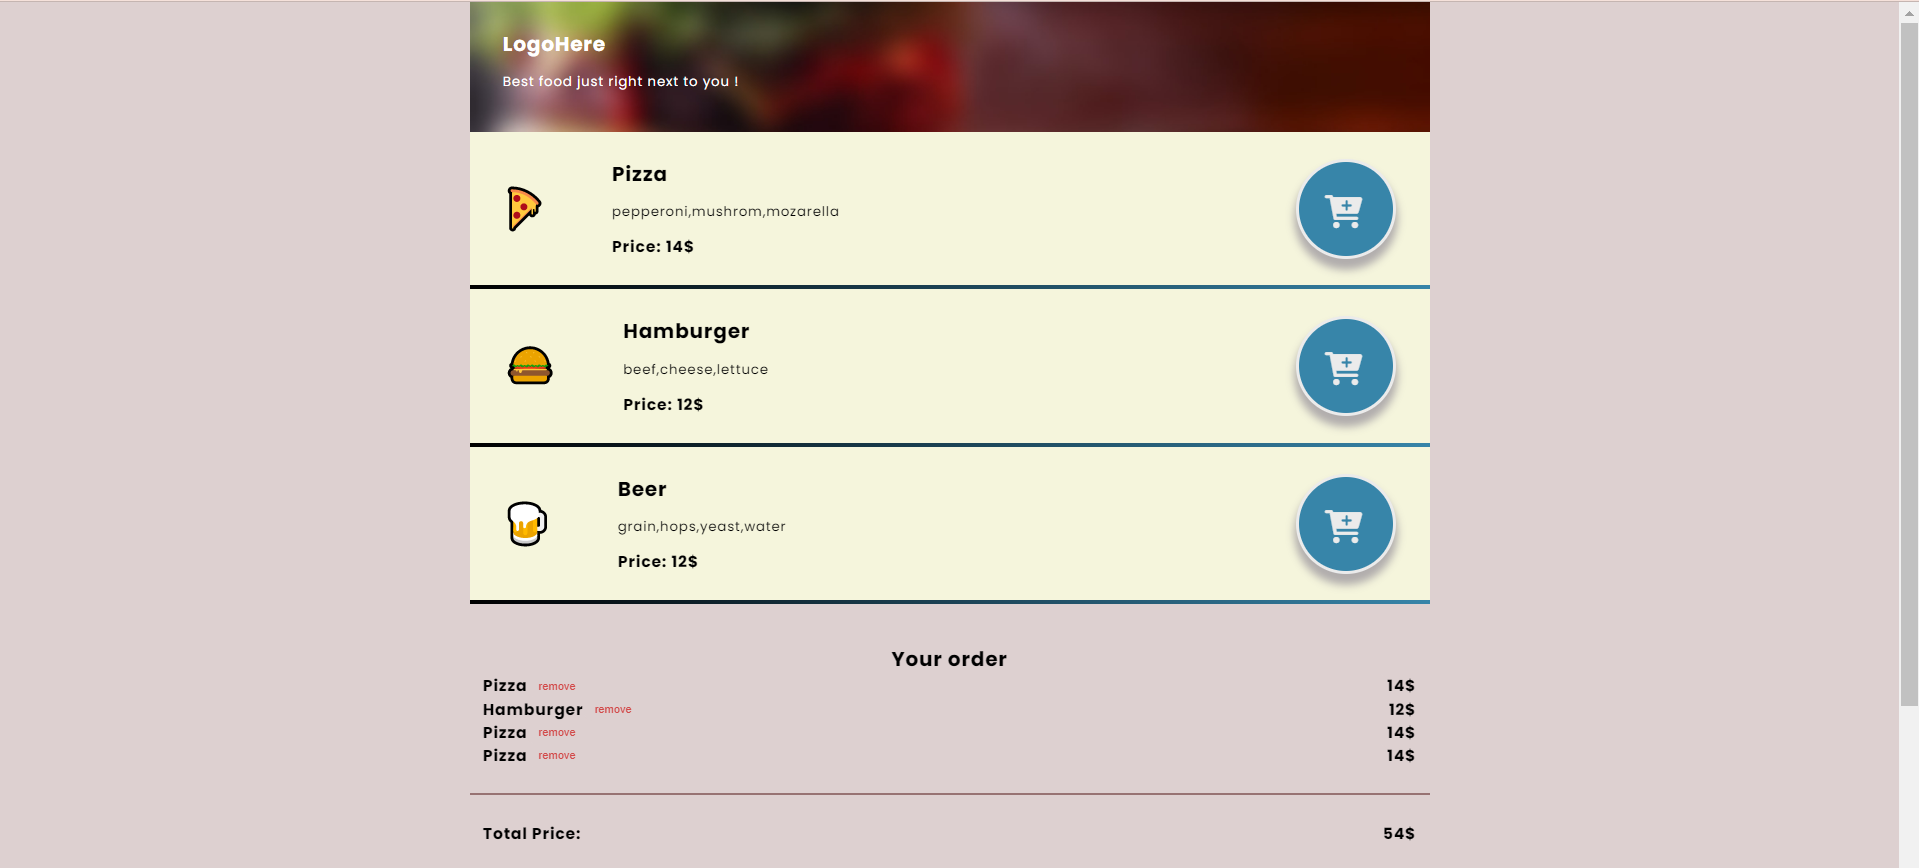 LogoHere
Best food just right next to you !
Pizza
pepperoni,mushrom,mozarella
Price: 14$
Hamburger
beef,cheese,lettuce
Price: 12$
Beer
grain,hops,yeast,water
Price: 12$
Your order
Pizza remove 14$
Hamburger remove 12$
Pizza remove 14$
Pizza remove 14$
Total Price: 54$